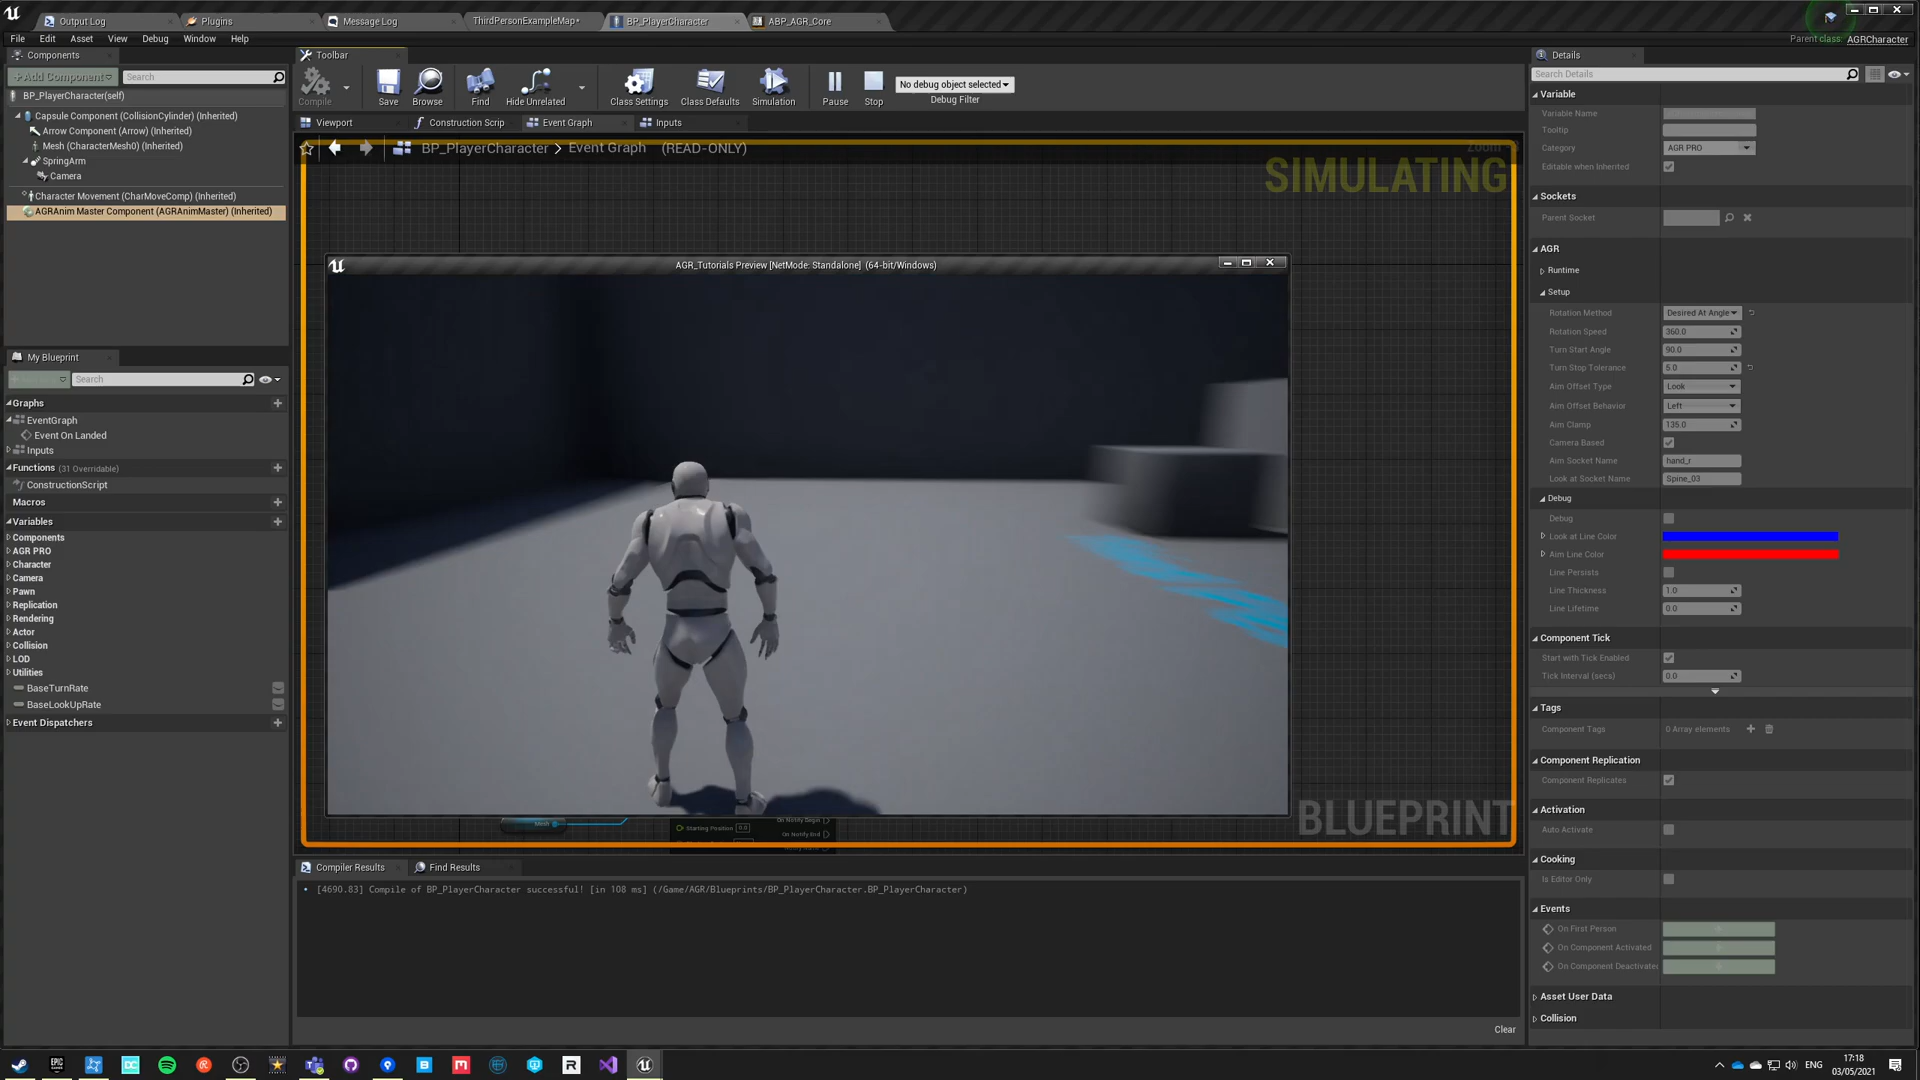 Output Log
Plugins
Message Log
ThirdPersonExampleMap*
BP_PlayerCharacter
ABP_AGR_Core
File Edit Asset View Debug Window Help
Parent class: AGRCharacter
Components
+Add Component
Search
BP_PlayerCharacter(self)
Capsule Component (CollisionCylinder) (Inherited)
Arrow Component (Arrow) (Inherited)
Mesh (CharacterMesh0) (Inherited)
SpringArm
Camera
Character Movement (CharMoveComp) (Inherited)
AGRAnim Master Component (AGRAnimMaster) (Inherited)
My Blueprint
Search
Graphs
EventGraph
Event On Landed
Inputs
Functions (31 Overridable)
ConstructionScript
Macros
Variables
Components
AGR PRO
Character
Camera
Pawn
Replication
Rendering
Actor
Collision
LOD
Utilities
BaseTurnRate
BaseLookUpRate
Event Dispatchers
Toolbar
Compile
Save
Browse
Find
Hide Unrelated
Class Settings
Class Defaults
Simulation
Pause
Stop
No debug object selected
Debug Filter
Viewport
Construction Scrip
Event Graph
Inputs
BP_PlayerCharacter > Event Graph (READ-ONLY)
Zoom
SIMULATING
AGR_Tutorials Preview [NetMode: Standalone] (64-bit/Windows)
Mesh
Starting Position 0.0
On Notify Begin
On Notify End
BLUEPRINT
Compiler Results
Find Results
[4690.83] Compile of BP_PlayerCharacter successful! [in 108 ms] (/Game/AGR/Blueprints/BP_PlayerCharacter.BP_PlayerCharacter)
Clear
Details
Search Details
Variable
Variable Name
Tooltip
Category AGR PRO
Editable when Inherited
Sockets
Parent Socket
AGR
Runtime
Setup
Rotation Method Desired At Angle
Rotation Speed 360.0
Turn Start Angle 90.0
Turn Stop Tolerance 5.0
Aim Offset Type Look
Aim Offset Behavior Left
Aim Clamp 135.0
Camera Based
Aim Socket Name hand_r
Look at Socket Name Spine_03
Debug
Debug
Look at Line Color
Aim Line Color
Line Persists
Line Thickness 1.0
Line Lifetime 0.0
Component Tick
Start with Tick Enabled
Tick Interval (secs) 0.0
Tags
Component Tags 0 Array elements
Component Replication
Component Replicates
Activation
Auto Activate
Cooking
Is Editor Only
Events
On First Person
On Component Activated
On Component Deactivated
Asset User Data
Collision
EPIC
DC
B
M
R
ENG
17:18
03/05/2021